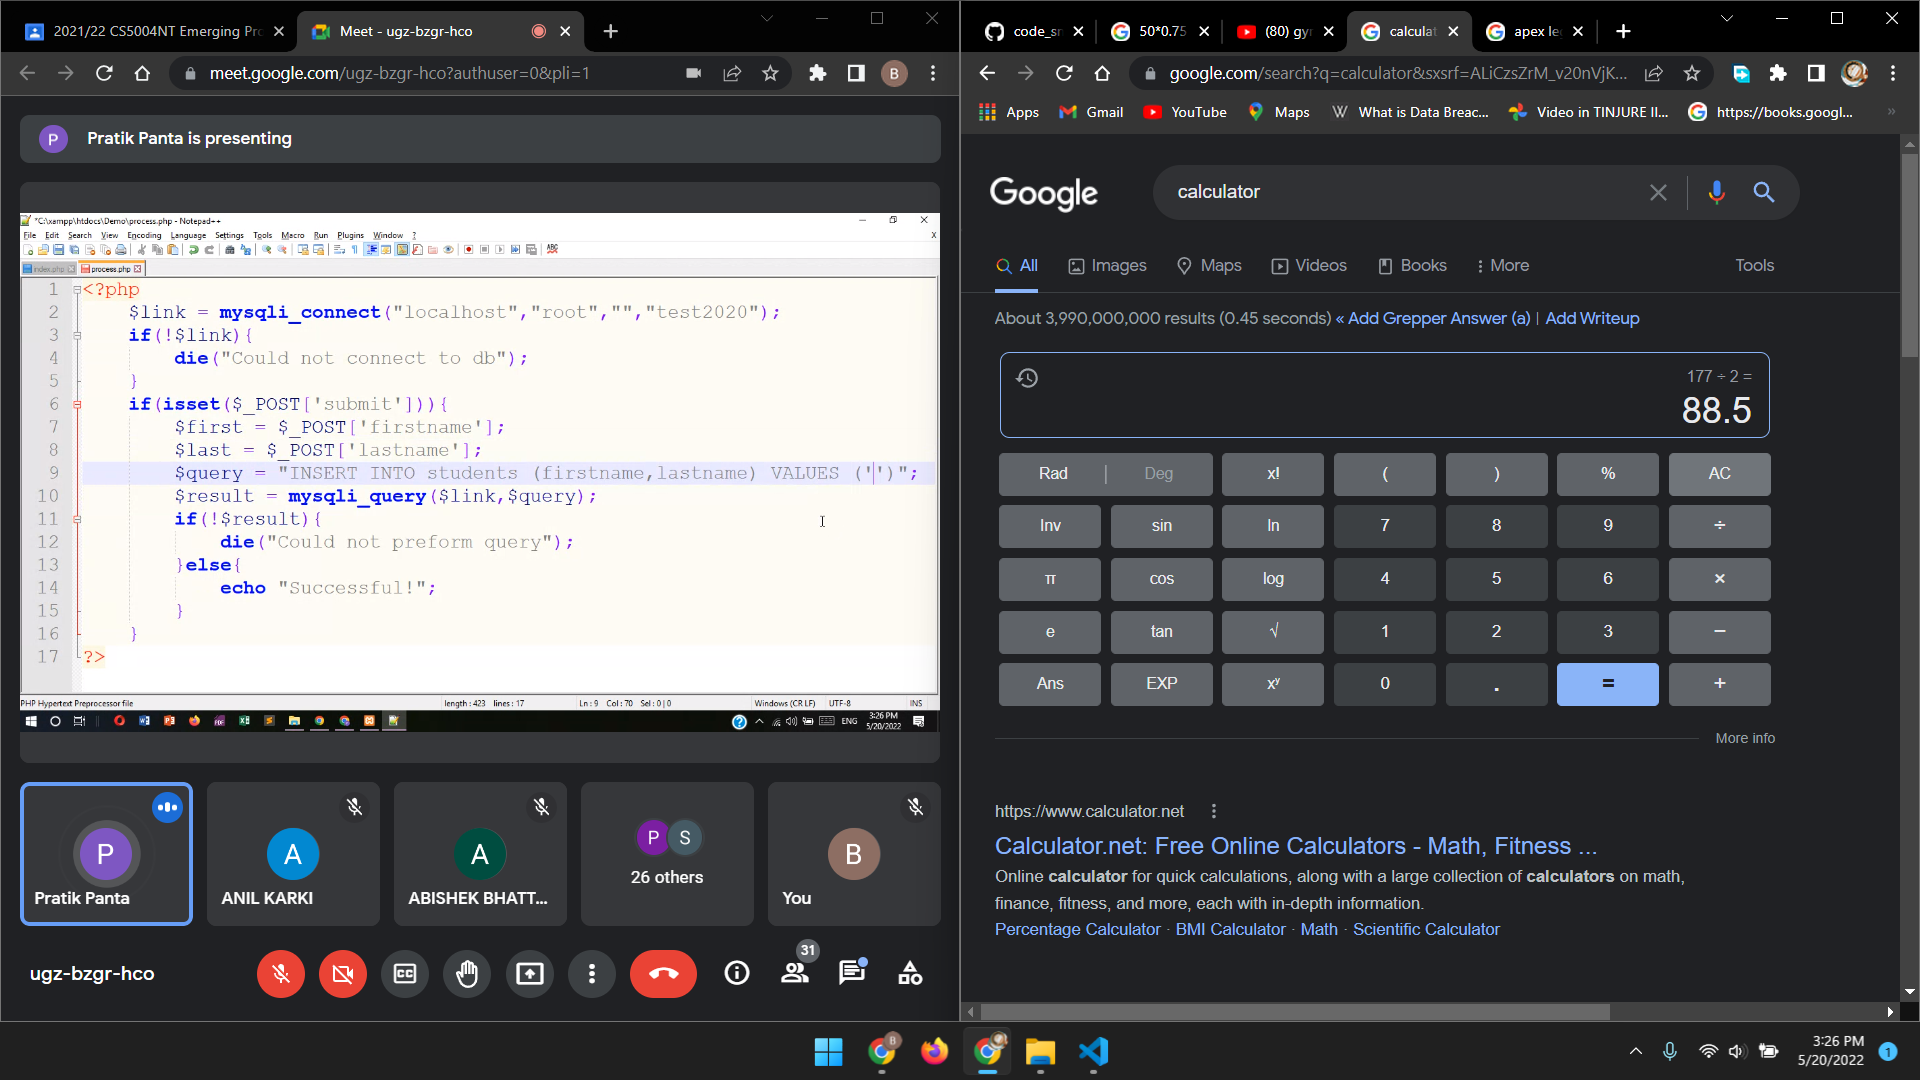 2021/22 CS5004NT Emerging Pro
Meet - ugz-bzgr-hco
meet.google.com/ugz-bzgr-hco?authuser=0&pli=1
B
P
Pratik Panta is presenting
*C:\xampp\htdocs\Demo\process.php - Notepad++
File Edit Search View Encoding Language Settings Tools Macro Run Plugins Window ?
X
index.php process.php
1 <?php
2 $link = mysqli_connect("localhost","root","","test2020");
3 if(!$link){
4 die("Could not connect to db");
5 }
6 if(isset($_POST['submit'])){
7 $first = $_POST['firstname'];
8 $last = $_POST['lastname'];
9 $query = "INSERT INTO students (firstname,lastname) VALUES ('')";
10 $result = mysqli_query($link,$query);
11 if(!$result){
12 die("Could not preform query");
13 }else{
14 echo "Successful!";
15 }
16 }
17 ?>
PHP Hypertext Preprocessor file length : 423 lines : 17 Ln : 9 Col : 70 Sel : 0 | 0 Windows (CR LF) UTF-8 INS
ENG 3:26 PM
5/20/2022
P
Pratik Panta
A
ANIL KARKI
A
ABISHEK BHATT...
P S
26 others
B
You
ugz-bzgr-hco
CC
31
code_sr
50*0.75
(80) gyr
calculat
apex le
google.com/search?q=calculator&sxsrf=ALiCzsZrM_v20nVjK...
Apps Gmail YouTube Maps What is Data Breac... Video in TINJURE II... https://books.googl... »
Google
calculator
All Images Maps Videos Books More Tools
About 3,990,000,000 results (0.45 seconds) « Add Grepper Answer (a) | Add Writeup
177 ÷ 2 =
88.5
Rad | Deg x! ( ) % AC
Inv sin ln 7 8 9 ÷
π cos log 4 5 6 ×
e tan √ 1 2 3 −
Ans EXP xʸ 0 . = +
More info
https://www.calculator.net
Calculator.net: Free Online Calculators - Math, Fitness ...
Online calculator for quick calculations, along with a large collection of calculators on math,
finance, fitness, and more, each with in-depth information.
Percentage Calculator · BMI Calculator · Math · Scientific Calculator
3:26 PM
5/20/2022
1